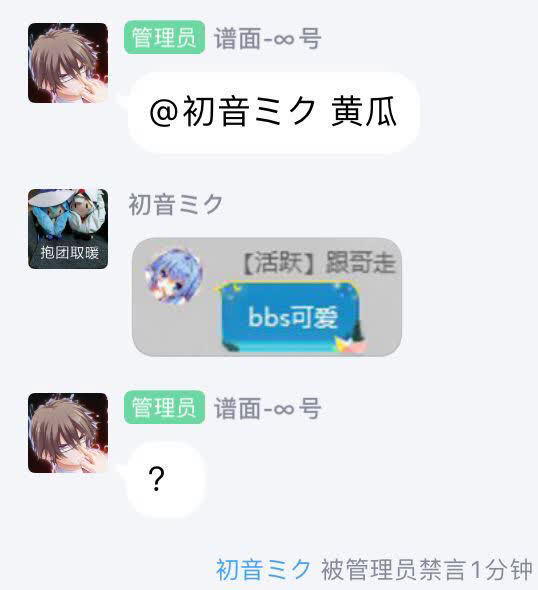 管理员 谱面-∞号
@初音ミク 黄瓜
初音ミク
抱团取暖
【活跃】跟哥走
bbs可爱
管理员 谱面-∞号
?
初音ミク 被管理员禁言1分钟